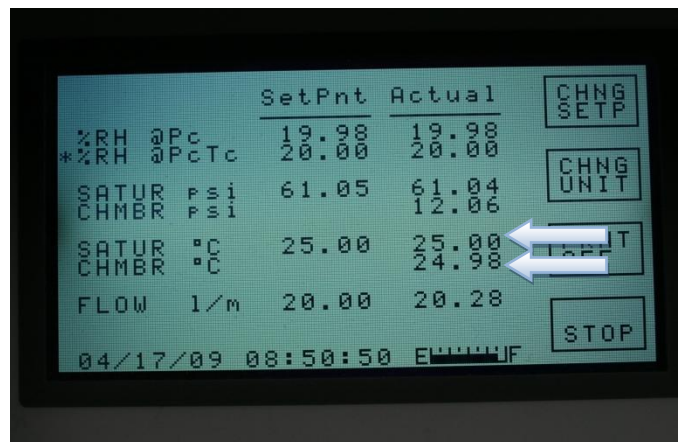 SetPnt Actual
%RH @Pc 19.98 19.98
*%RH @PcTc 20.00 20.00
SATUR psi 61.05 61.04
CHMBR psi 12.06
SATUR °C 25.00 25.00
CHMBR °C 24.98
FLOW l/m 20.00 20.28
04/17/09 08:50:50 E F
CHNG
SETP
CHNG
UNIT
STOP